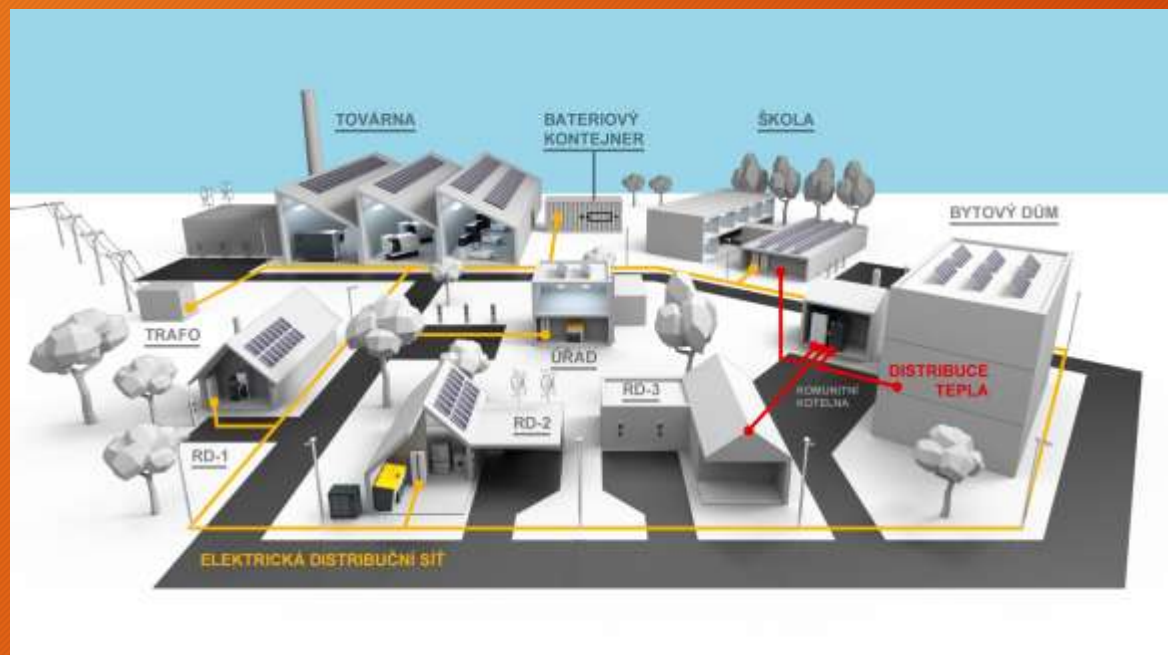 TOVÁRNA
BATERIOVÝ
KONTEJNER
ŠKOLA
BYTOVÝ DŮM
TRAFO
ÚŘAD
DISTRIBUCE
TEPLA
KOMUNITNÍ
KOTELNA
RD-3
RD-2
RD-1
ELEKTRICKÁ DISTRIBUČNÍ SÍŤ